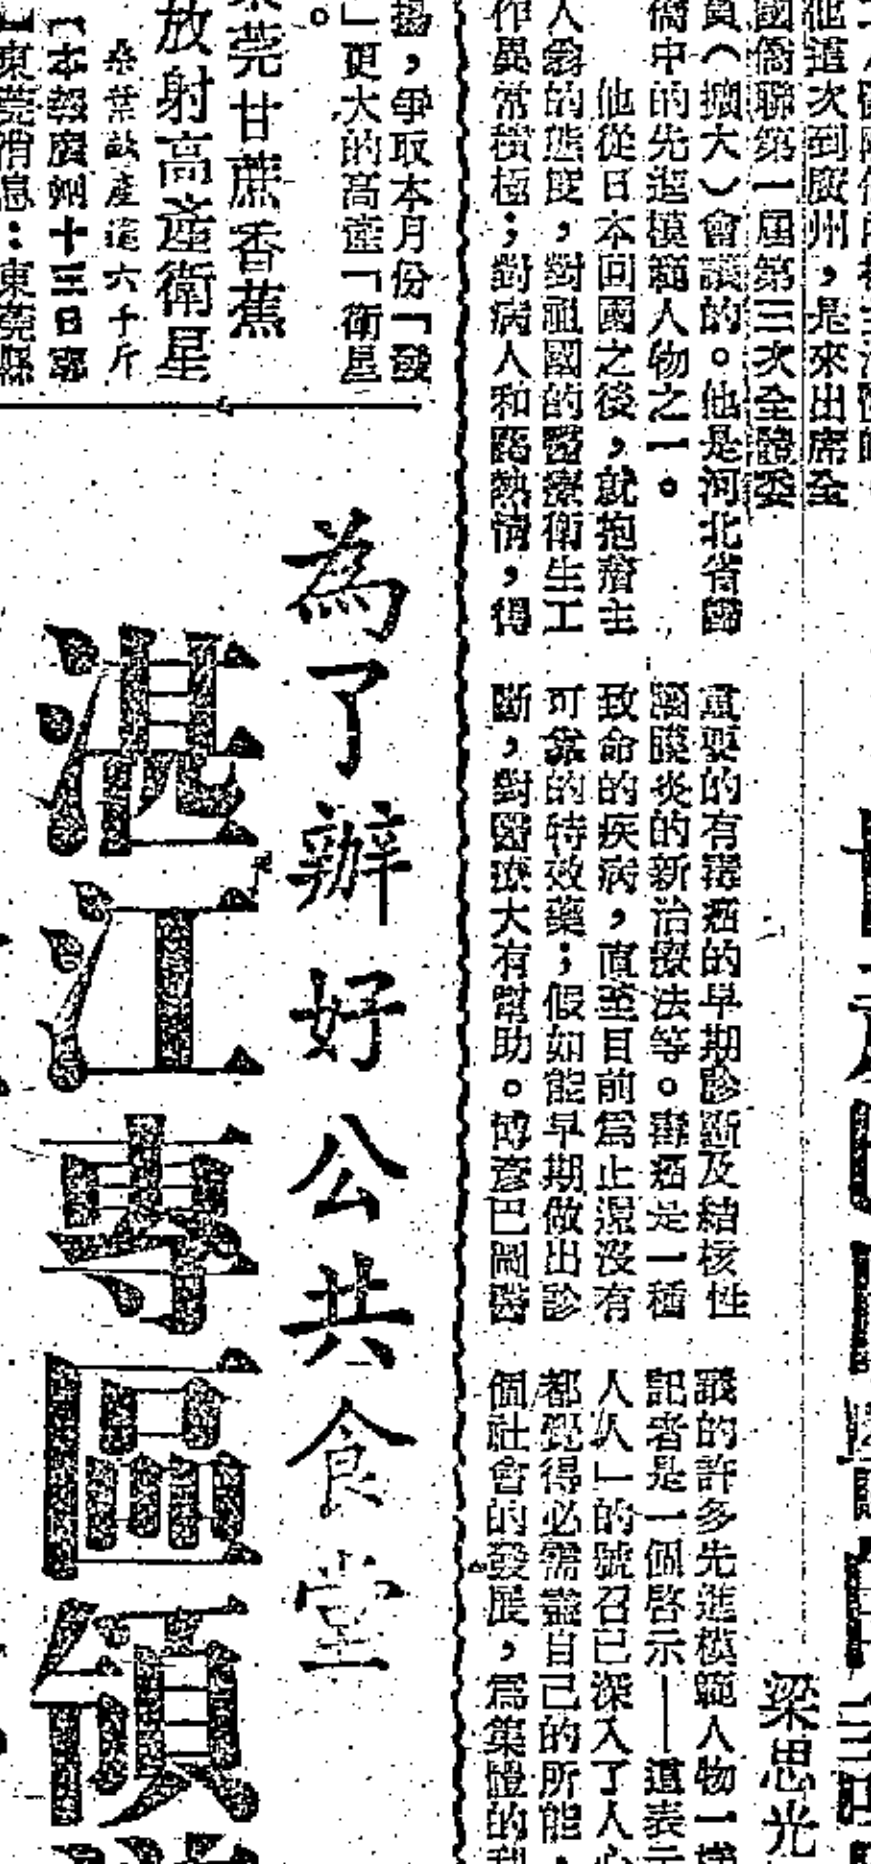 他這次到廣州，是來出席全
國僑聯第一屆第三次全體委
員（擴大）會議的。他是河北省歸
僑中的先進模範人物之一。
他從日本回國之後，就抱着主
人翁的態度，對祖國的醫療衛生工
作異常積極；對病人和藹熱情，得
重要的有毒癌的早期診斷及結核性
腦膜炎的新治療法等。毒癌是一種
致命的疾病，直至目前爲止還沒有
可靠的特效藥；假如能早期做出診
斷，對醫療大有幫助。博彥巴圖醫
的許多先進模範人物一樣
記者是一個啓示——這表示
人人」的號召已深入了人心
都覺得必需盡自己的所能，
個社會的發展，爲集體的利
梁思光
揚，爭取本月份「發
」更大的高產「衛星
。
東莞甘蔗香蕉
放射高產衛星
桑葉畝產達六千斤
【本報廣州十三日專
東莞消息：東莞縣
為了辦好公共食堂
湛江專區領導